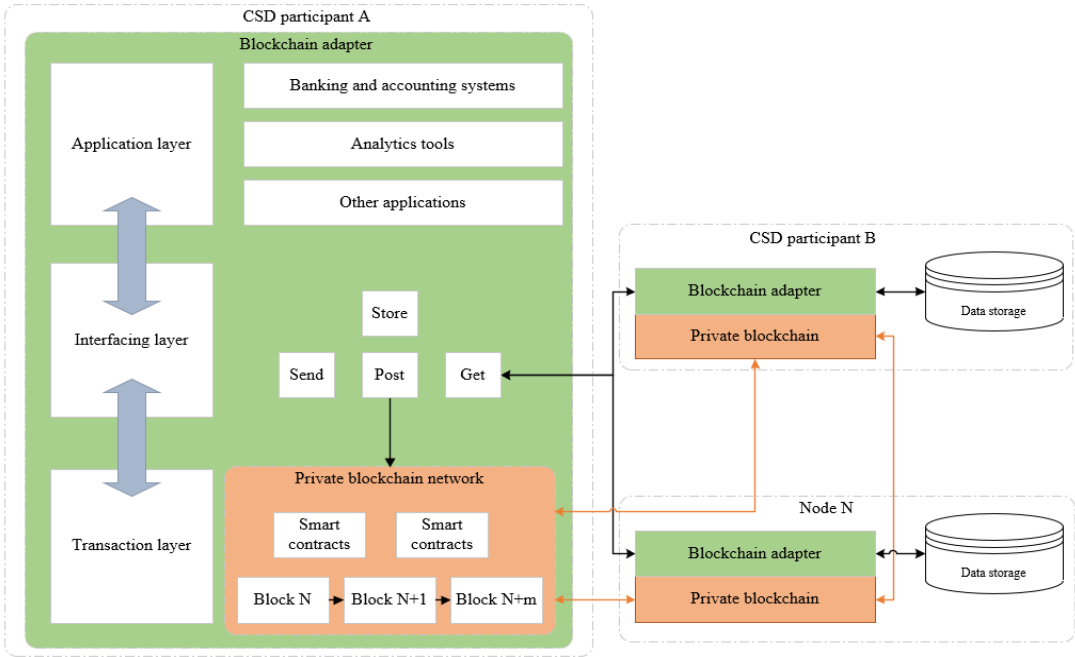 CSD participant A
Blockchain adapter
Application layer
Banking and accounting systems
Analytics tools
Other applications
Interfacing layer
Store
Send
Post
Get
Transaction layer
Private blockchain network
Smart
contracts
Smart
contracts
Block N
Block N+1
Block N+m
CSD participant B
Blockchain adapter
Private blockchain
Data storage
Node N
Blockchain adapter
Private blockchain
Data storage